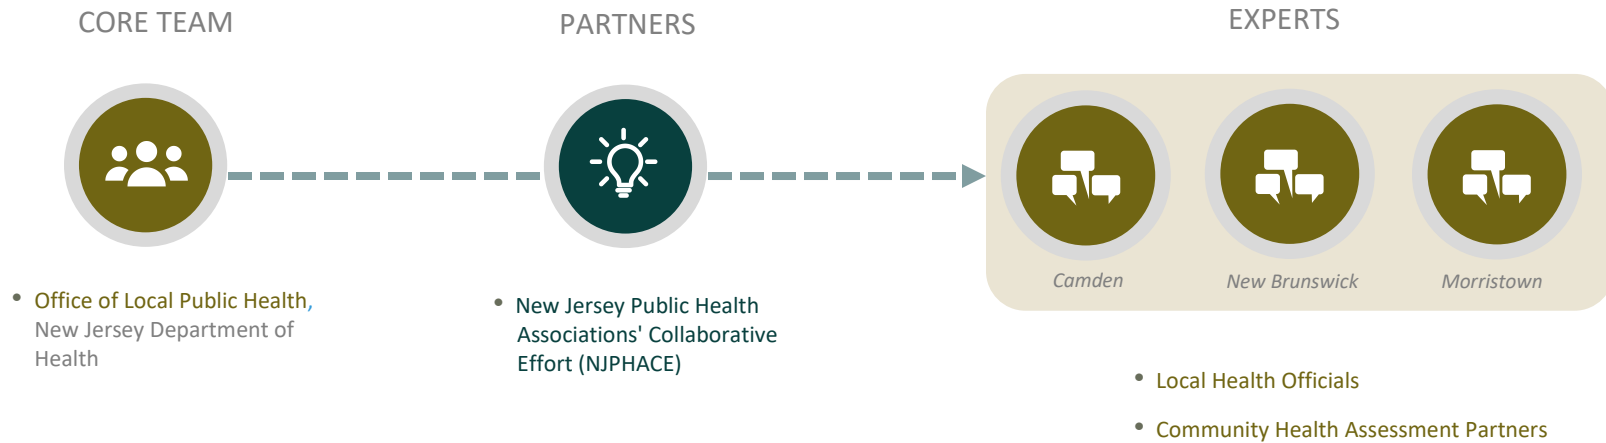 CORE TEAM
PARTNERS
EXPERTS
Camden
New Brunswick
Morristown
• Office of Local Public Health,
New Jersey Department of
Health
• New Jersey Public Health
Associations' Collaborative
Effort (NJPHACE)
• Local Health Officials
• Community Health Assessment Partners